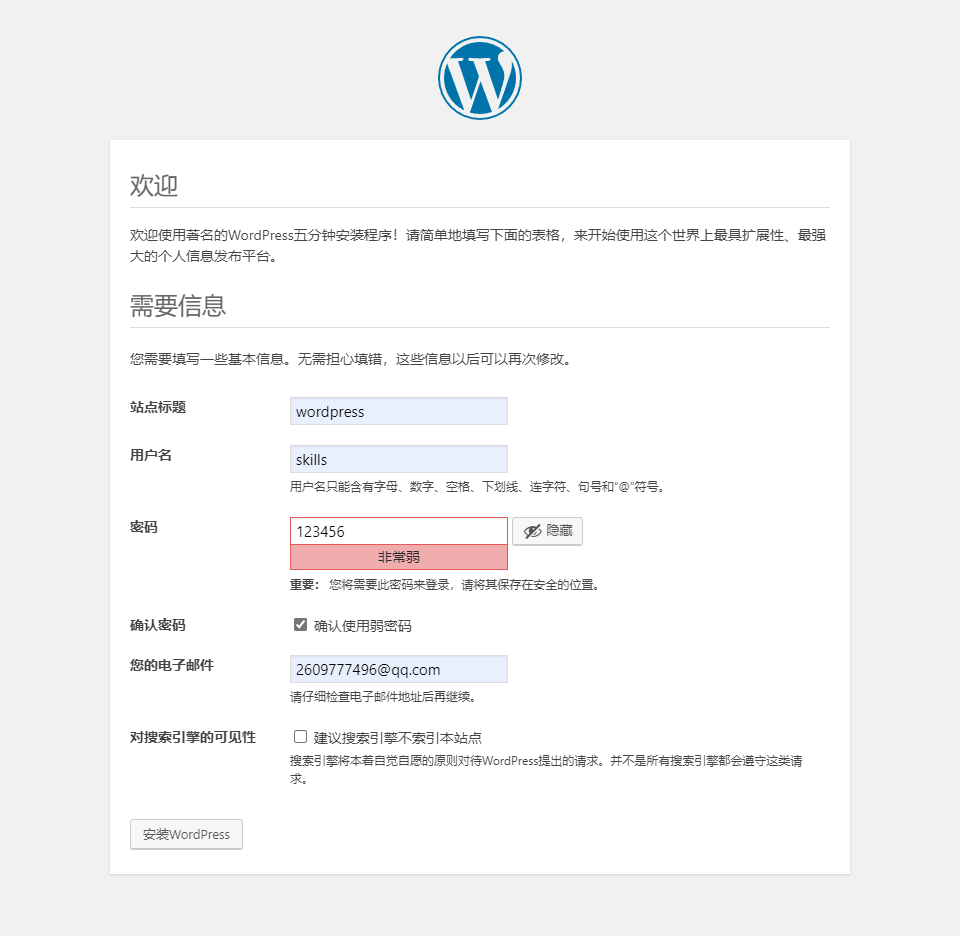 欢迎
欢迎使用著名的WordPress五分钟安装程序！请简单地填写下面的表格，来开始使用这个世界上最具扩展性、最强
大的个人信息发布平台。
需要信息
您需要填写一些基本信息。无需担心填错，这些信息以后可以再次修改。
站点标题 wordpress
用户名 skills
用户名只能含有字母、数字、空格、下划线、连字符、句号和“@”符号。
密码 123456 隐藏
非常弱
重要： 您将需要此密码来登录，请将其保存在安全的位置。
确认密码 确认使用弱密码
您的电子邮件 2609777496@qq.com
请仔细检查电子邮件地址后再继续。
对搜索引擎的可见性 建议搜索引擎不索引本站点
搜索引擎将本着自觉自愿的原则对待WordPress提出的请求。并不是所有搜索引擎都会遵守这类请
求。
安装WordPress